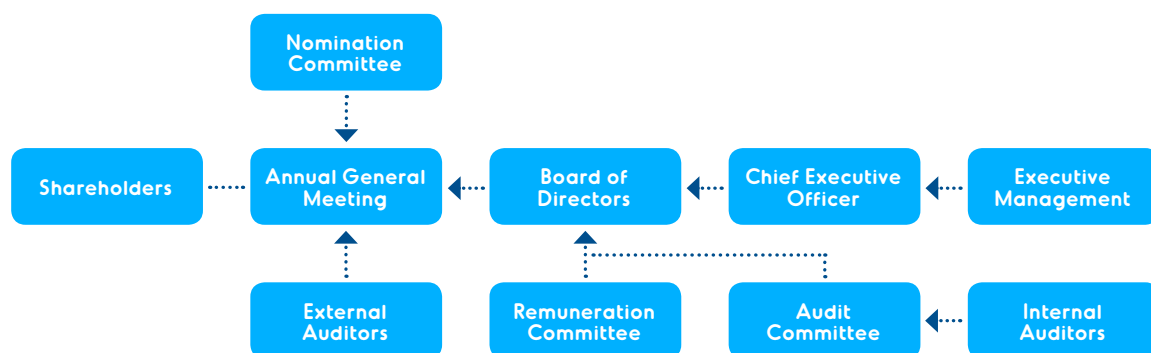 Nomination
Committee
Shareholders
Annual General
Meeting
Board of
Directors
Chief Executive
Officer
Executive
Management
External
Auditors
Remuneration
Committee
Audit
Committee
Internal
Auditors